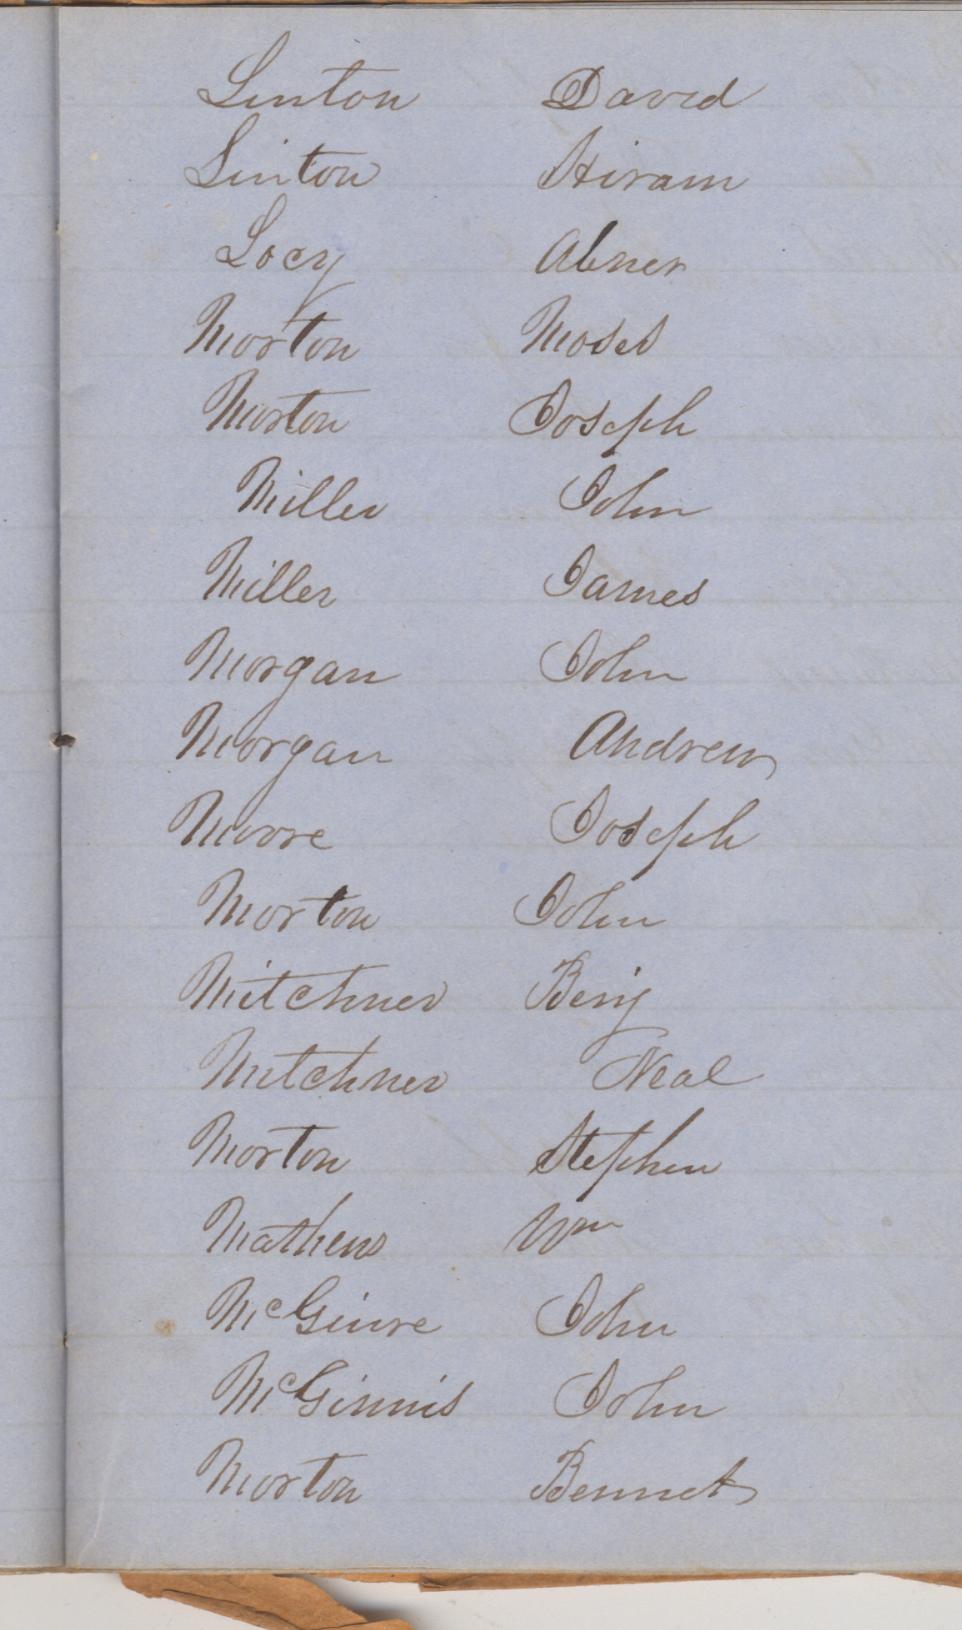 Linton David
Linton Hiram
Locy Abner
Morton Moses
Morton Joseph
Miller John
Miller James
Morgan John
Morgan Andrew
Moore Joseph
Morton John
Mitchner Benj
Mitchner Neal
Morton Stephen
Mathews Wm
McGuire John
McGinnis John
Morton Bennet